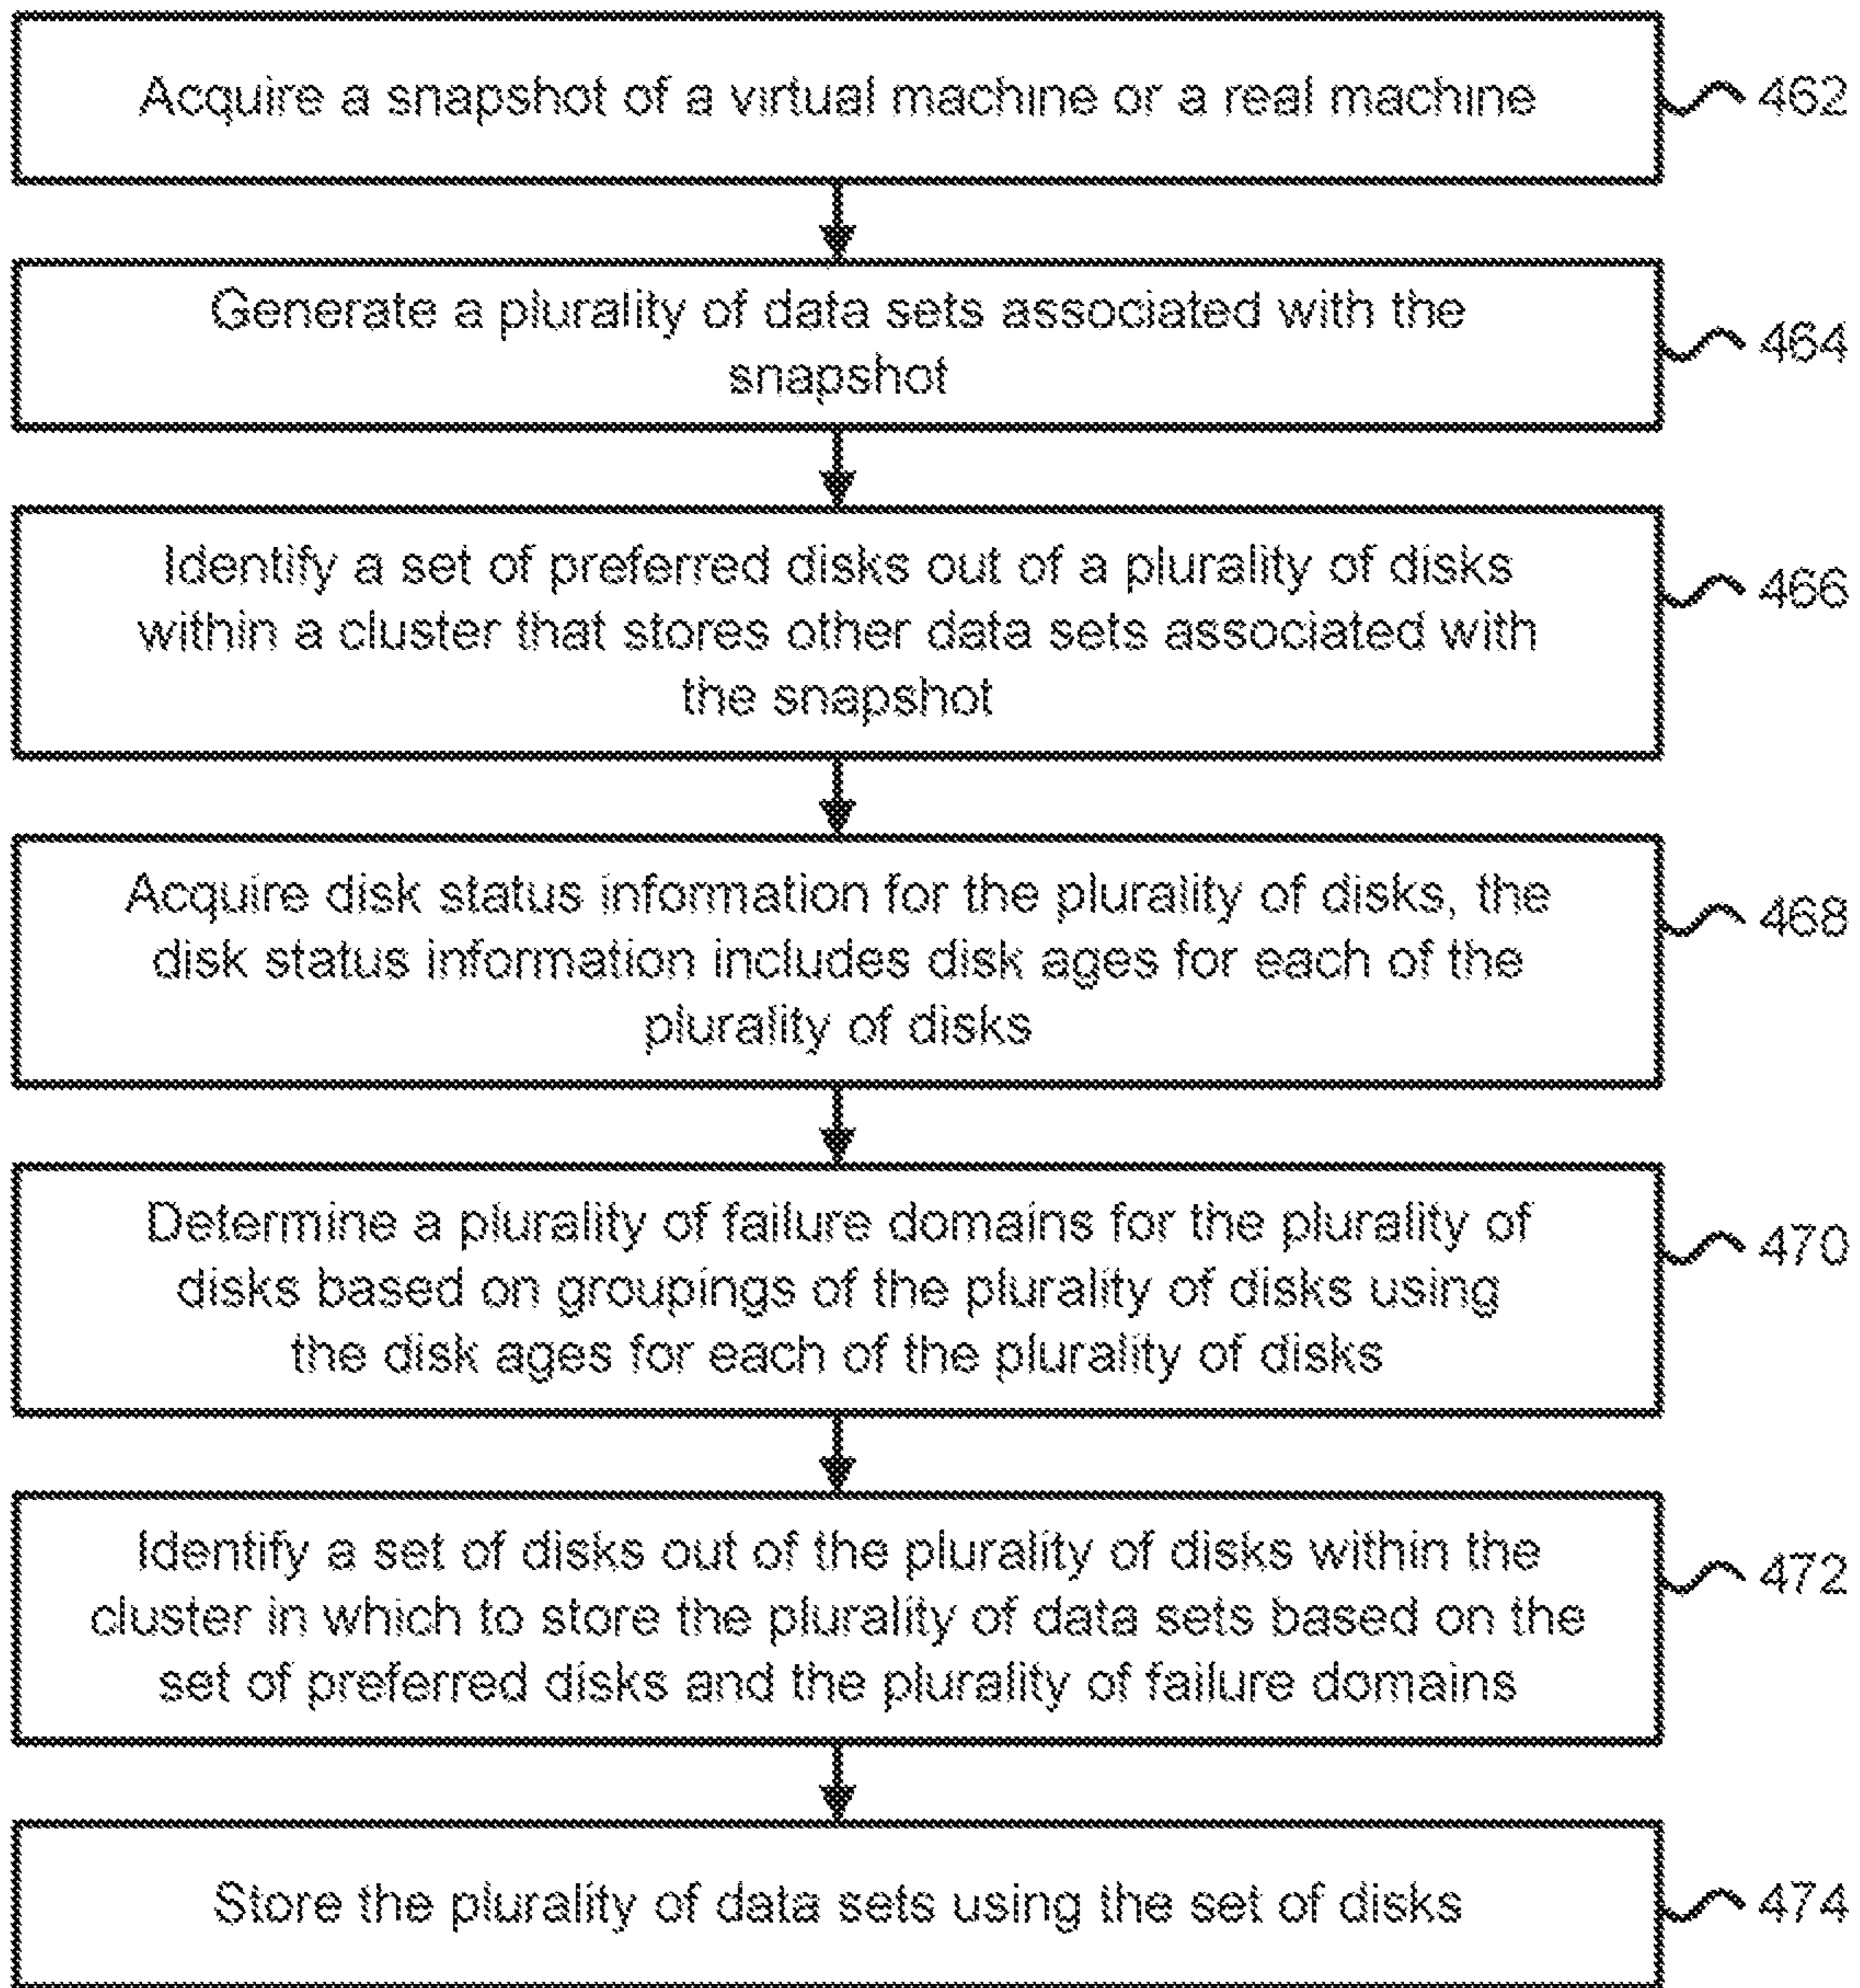 Acquire a snapshot of a virtual machine or a real machine
462
Generate a plurality of data sets associated with the
snapshot
464
Identify a set of preferred disks out of a plurality of disks
within a cluster that stores other data sets associated with
the snapshot
466
Acquire disk status information for the plurality of disks, the
disk status information includes disk ages for each of the
plurality of disks
468
Determine a plurality of failure domains for the plurality of
disks based on groupings of the plurality of disks using
the disk ages for each of the plurality of disks
470
Identify a set of disks out of the plurality of disks within the
cluster in which to store the plurality of data sets based on the
set of preferred disks and the plurality of failure domains
472
Store the plurality of data sets using the set of disks
474